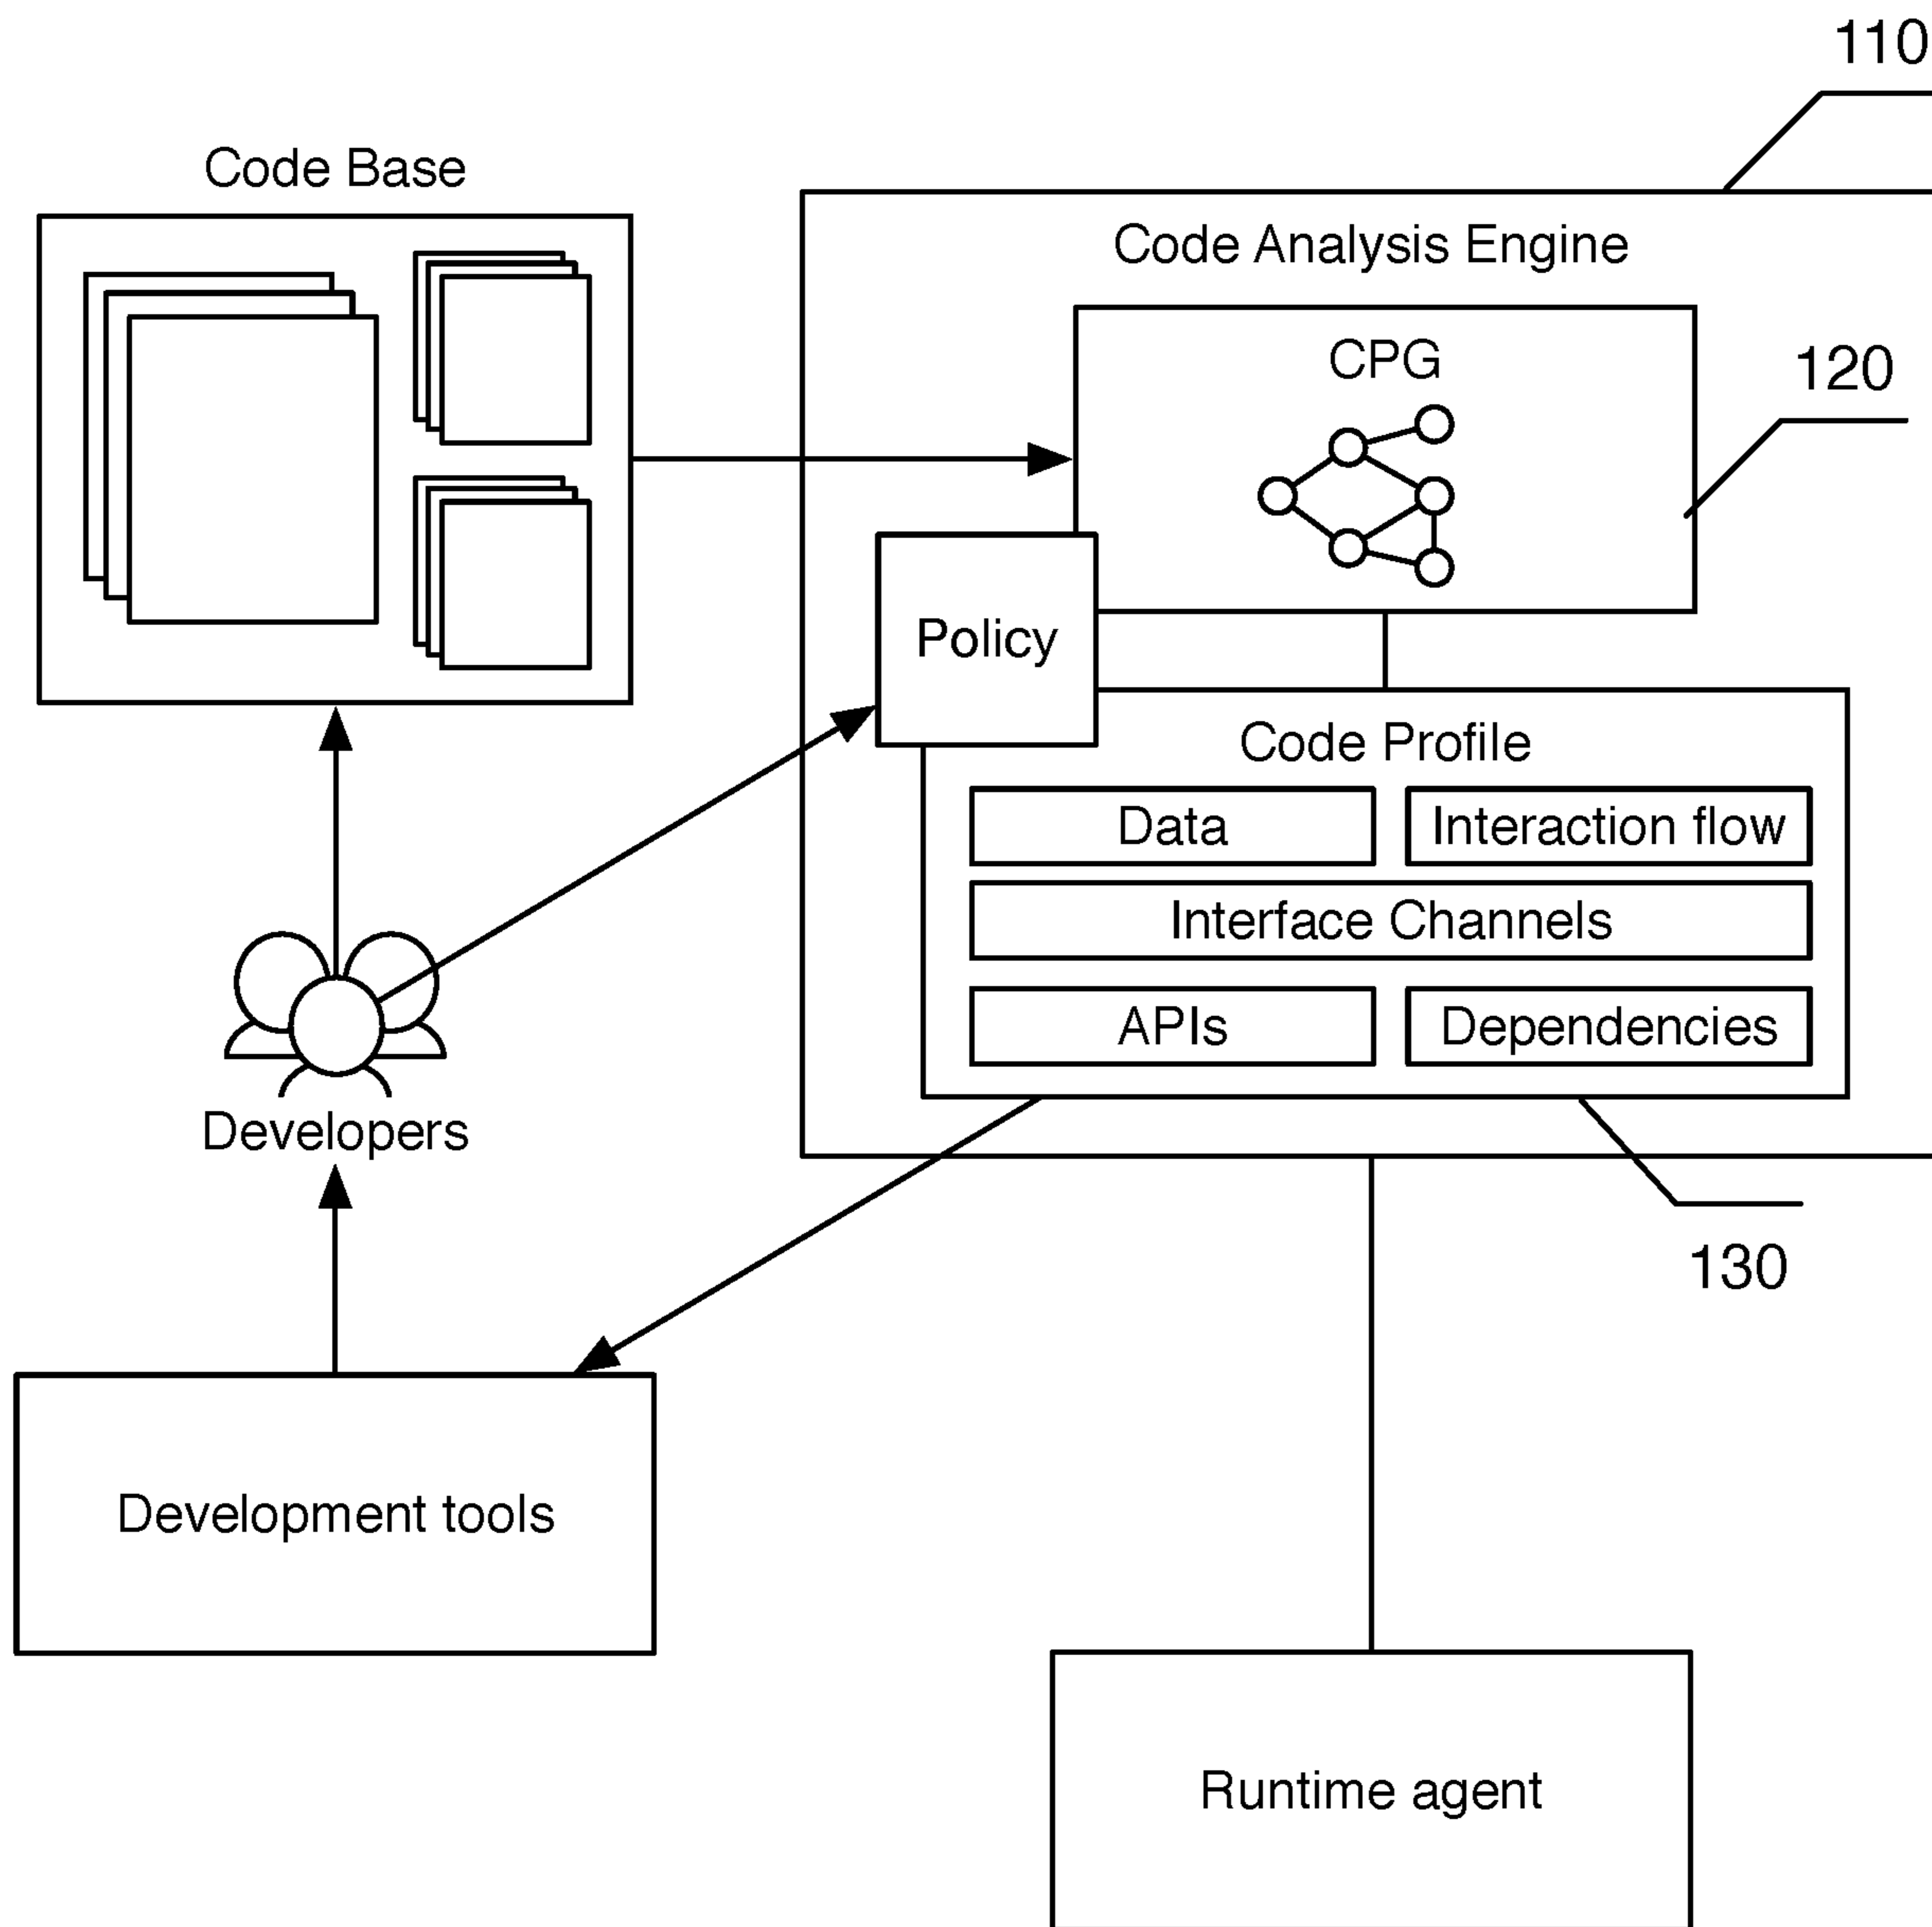 110
Code Base
Code Analysis Engine
CPG
120
Policy
Code Profile
Data
Interaction flow
Interface Channels
APIs
Dependencies
Developers
130
Development tools
Runtime agent